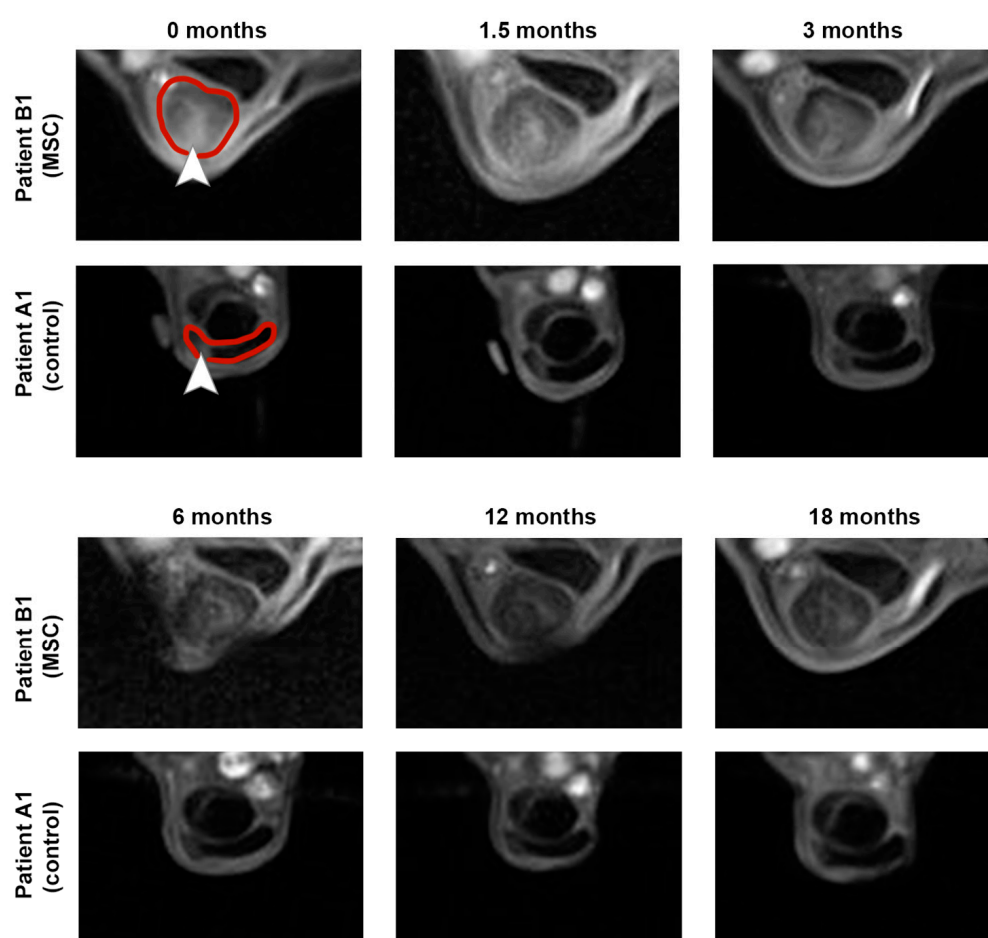 0 months
1.5 months
3 months
Patient B1
(MSC)
Patient A1
(control)
6 months
12 months
18 months
Patient B1
(MSC)
Patient A1
(control)